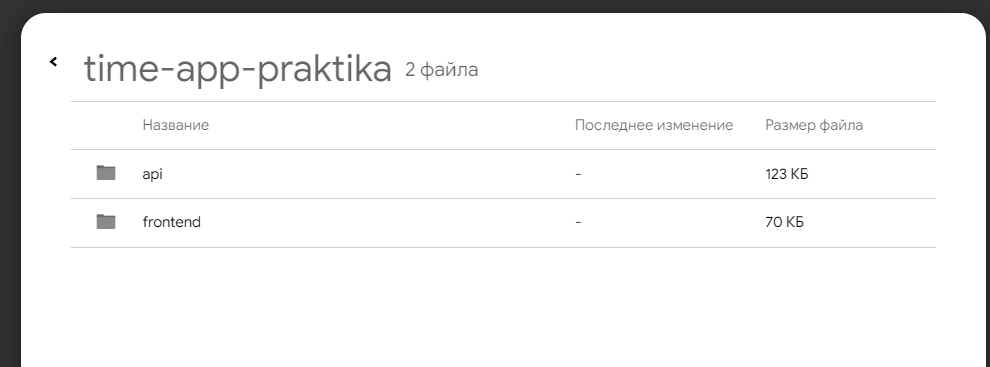 time-app-praktika 2 файла
Название Последнее изменение Размер файла
api - 123 КБ
frontend - 70 КБ